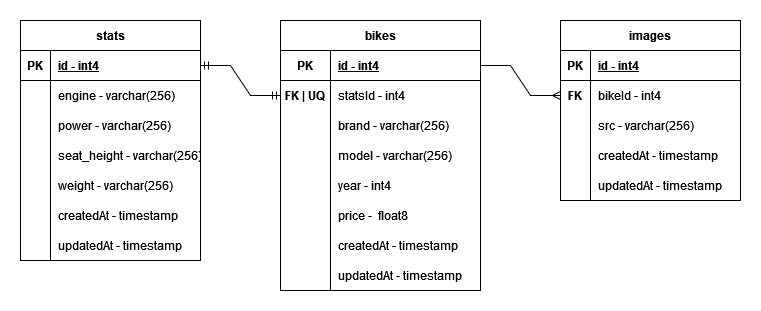 stats
PK id - int4
engine - varchar(256)
power - varchar(256)
seat_height - varchar(256)
weight - varchar(256)
createdAt - timestamp
updatedAt - timestamp
bikes
PK id - int4
FK | UQ statsId - int4
brand - varchar(256)
model - varchar(256)
year - int4
price - float8
createdAt - timestamp
updatedAt - timestamp
images
PK id - int4
FK bikeId - int4
src - varchar(256)
createdAt - timestamp
updatedAt - timestamp